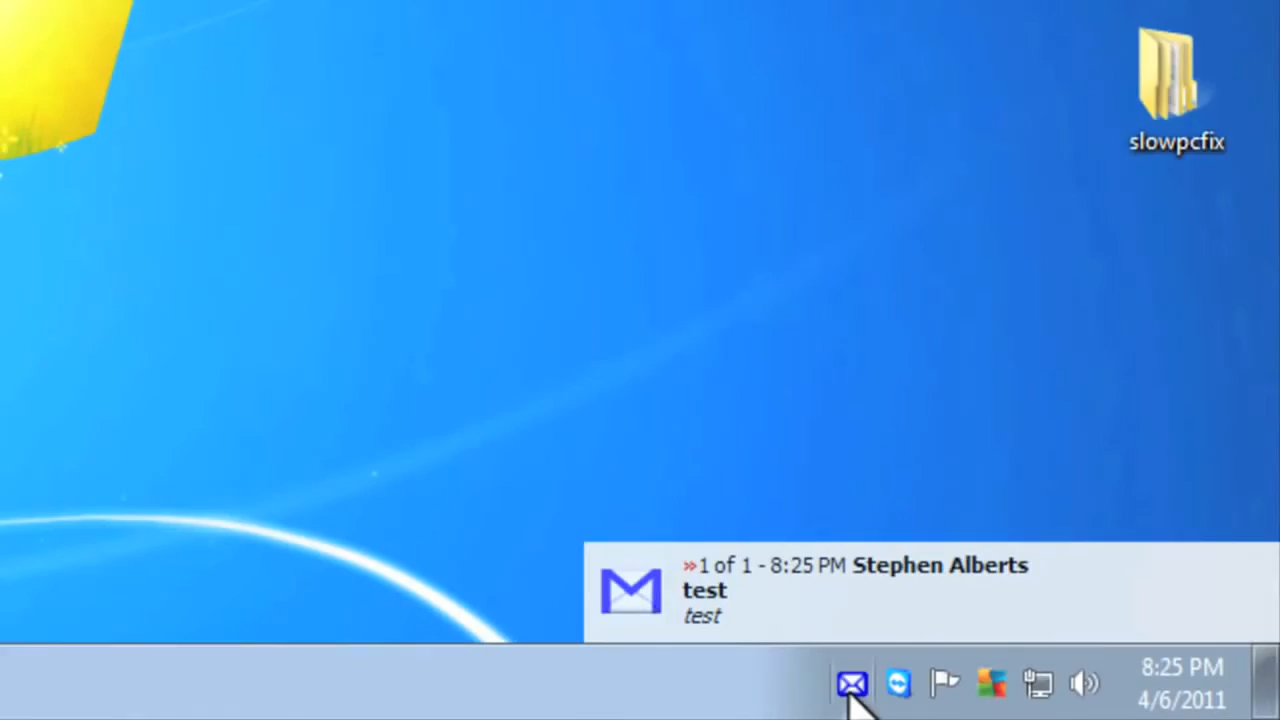 slowpcfix
»1 of 1 - 8:25 PM Stephen Alberts
test
test
8:25 PM
4/6/2011